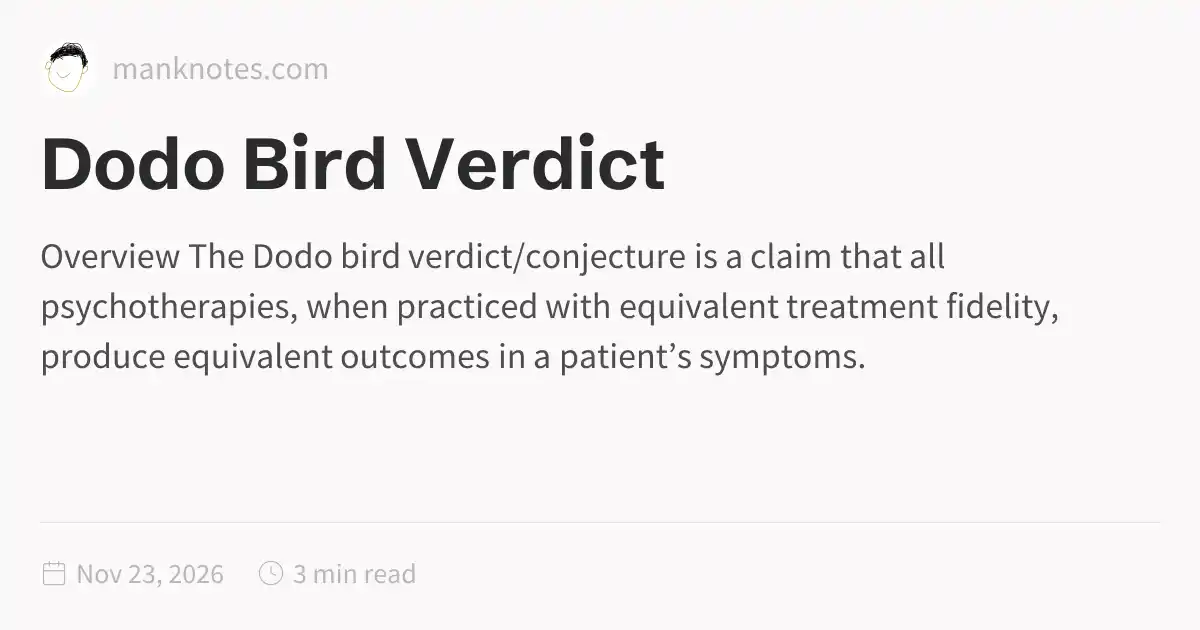 manknotes.com
Dodo Bird Verdict
Overview The Dodo bird verdict/conjecture is a claim that all
psychotherapies, when practiced with equivalent treatment fidelity,
produce equivalent outcomes in a patient’s symptoms.
Nov 23, 2026 3 min read